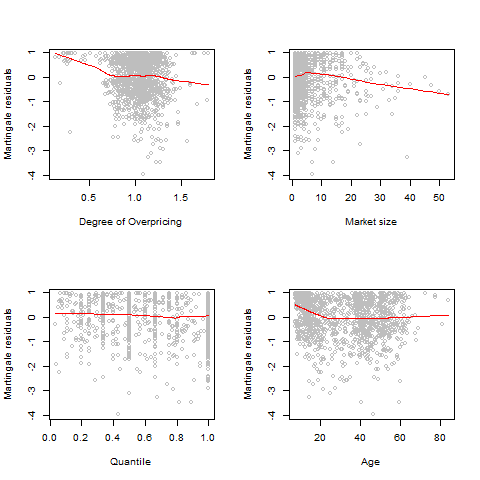 Martingale residuals
1
0
-1
-2
-3
-4
0.5 1.0 1.5
Degree of Overpricing
Martingale residuals
1
0
-1
-2
-3
-4
0 10 20 30 40 50
Market size
Martingale residuals
1
0
-1
-2
-3
-4
0.0 0.2 0.4 0.6 0.8 1.0
Quantile
Martingale residuals
1
0
-1
-2
-3
-4
20 40 60 80
Age